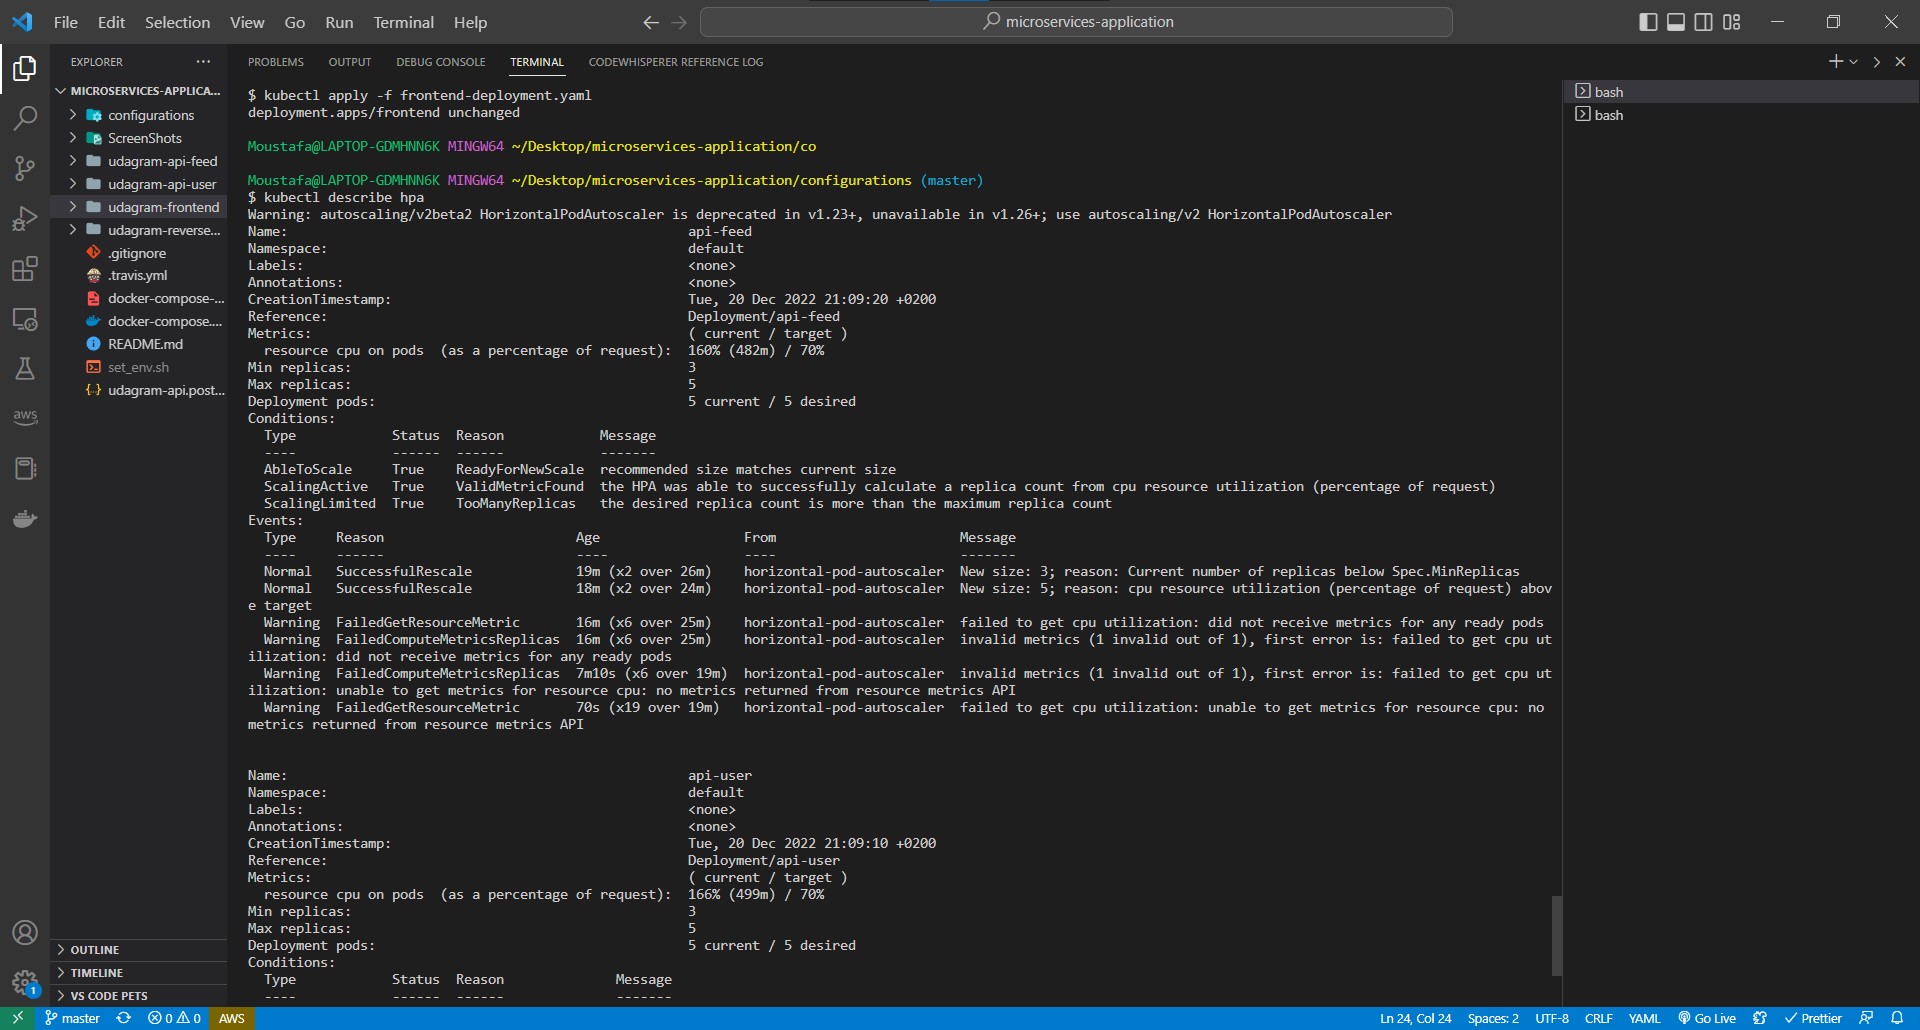 File Edit Selection View Go Run Terminal Help
microservices-application
EXPLORER
MICROSERVICES-APPLICA...
configurations
ScreenShots
udagram-api-feed
udagram-api-user
udagram-frontend
udagram-reverse...
.gitignore
.travis.yml
docker-compose-...
docker-compose....
README.md
set_env.sh
udagram-api.post...
OUTLINE
TIMELINE
VS CODE PETS
aws
1
PROBLEMS OUTPUT DEBUG CONSOLE TERMINAL CODEWHISPERER REFERENCE LOG
$ kubectl apply -f frontend-deployment.yaml
deployment.apps/frontend unchanged
Moustafa@LAPTOP-GDMHNN6K MINGW64 ~/Desktop/microservices-application/co
Moustafa@LAPTOP-GDMHNN6K MINGW64 ~/Desktop/microservices-application/configurations (master)
$ kubectl describe hpa
Warning: autoscaling/v2beta2 HorizontalPodAutoscaler is deprecated in v1.23+, unavailable in v1.26+; use autoscaling/v2 HorizontalPodAutoscaler
Name: api-feed
Namespace: default
Labels: <none>
Annotations: <none>
CreationTimestamp: Tue, 20 Dec 2022 21:09:20 +0200
Reference: Deployment/api-feed
Metrics: ( current / target )
resource cpu on pods (as a percentage of request): 160% (482m) / 70%
Min replicas: 3
Max replicas: 5
Deployment pods: 5 current / 5 desired
Conditions:
Type Status Reason Message
---- ------ ------ -------
AbleToScale True ReadyForNewScale recommended size matches current size
ScalingActive True ValidMetricFound the HPA was able to successfully calculate a replica count from cpu resource utilization (percentage of request)
ScalingLimited True TooManyReplicas the desired replica count is more than the maximum replica count
Events:
Type Reason Age From Message
---- ------ ---- ---- -------
Normal SuccessfulRescale 19m (x2 over 26m) horizontal-pod-autoscaler New size: 3; reason: Current number of replicas below Spec.MinReplicas
Normal SuccessfulRescale 18m (x2 over 24m) horizontal-pod-autoscaler New size: 5; reason: cpu resource utilization (percentage of request) abov
e target
Warning FailedGetResourceMetric 16m (x6 over 25m) horizontal-pod-autoscaler failed to get cpu utilization: did not receive metrics for any ready pods
Warning FailedComputeMetricsReplicas 16m (x6 over 25m) horizontal-pod-autoscaler invalid metrics (1 invalid out of 1), first error is: failed to get cpu ut
ilization: did not receive metrics for any ready pods
Warning FailedComputeMetricsReplicas 7m10s (x6 over 19m) horizontal-pod-autoscaler invalid metrics (1 invalid out of 1), first error is: failed to get cpu ut
ilization: unable to get metrics for resource cpu: no metrics returned from resource metrics API
Warning FailedGetResourceMetric 70s (x19 over 19m) horizontal-pod-autoscaler failed to get cpu utilization: unable to get metrics for resource cpu: no
metrics returned from resource metrics API
Name: api-user
Namespace: default
Labels: <none>
Annotations: <none>
CreationTimestamp: Tue, 20 Dec 2022 21:09:10 +0200
Reference: Deployment/api-user
Metrics: ( current / target )
resource cpu on pods (as a percentage of request): 166% (499m) / 70%
Min replicas: 3
Max replicas: 5
Deployment pods: 5 current / 5 desired
Conditions:
Type Status Reason Message
---- ------ ------ -------
bash
bash
master 0 0 AWS Ln 24, Col 24 Spaces: 2 UTF-8 CRLF YAML Go Live Prettier